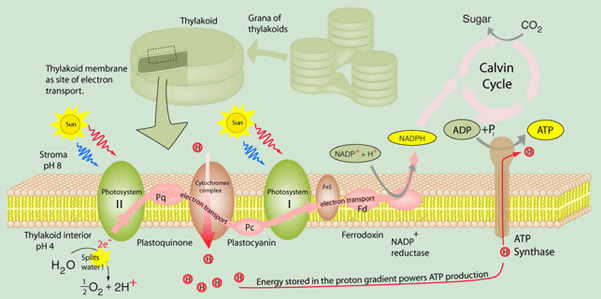 Thylakoid
Grana of
thylakoids
Sugar
CO2
Thylakoid membrane
as site of electron
transport.
Calvin
Cycle
Sun
Sun
Stroma
pH 8
H
NADP+ + H+
NADPH
ADP
+Pi
ATP
H
Photosystem
II
Pq
Cytochromes
complex
electron transport
Pc
Photosystem
I
FeS
electron transport
Fd
Thylakoid interior
pH 4
2e-
Plastoquinone
Plastocyanin
Ferrodoxin
NADP+
reductase
ATP
Synthase
H2O
Splits
water!
1/2O2 + 2H+
H
H
H
H
H
H
Energy stored in the proton gradient powers ATP production